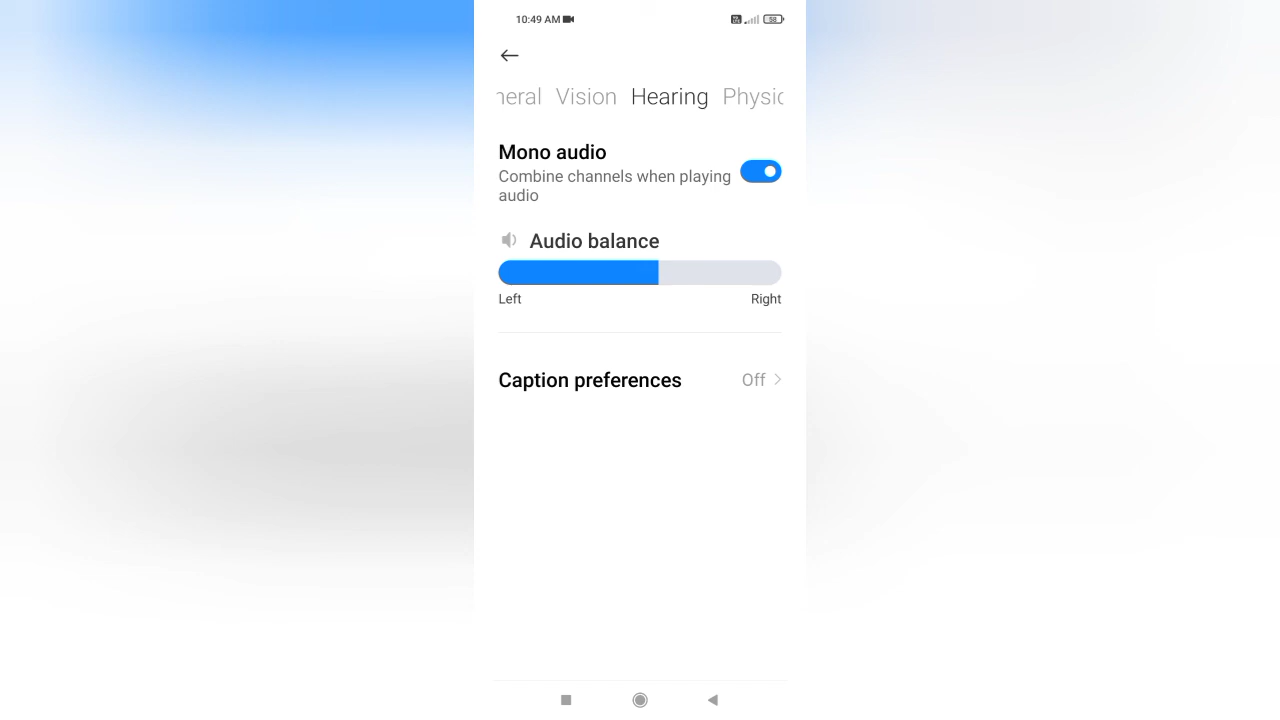 10:49 AM
58
neral Vision Hearing Physic
Mono audio
Combine channels when playing
audio
Audio balance
Left Right
Caption preferences Off